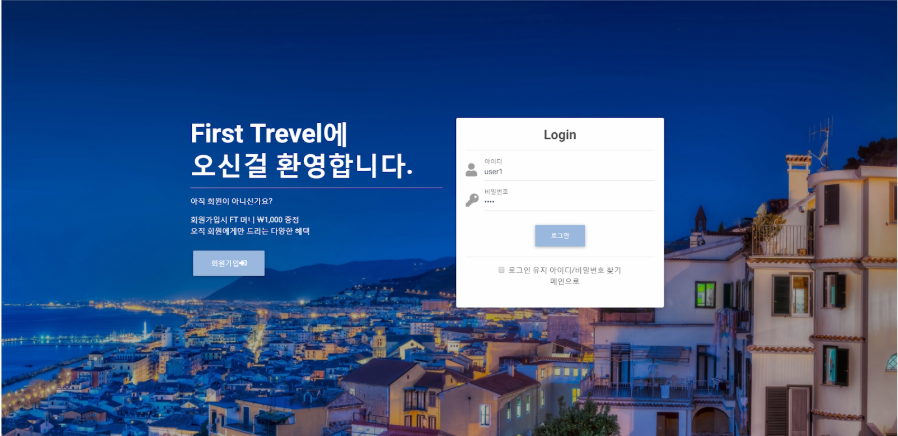 First Trevel에
오신걸 환영합니다.
아직 회원이 아니신가요?
회원가입시 FT 머니 ₩1,000 증정
오직 회원에게만 드리는 다양한 혜택
회원가입
Login
아이디
user1
비밀번호
••••
로그인
로그인 유지 아이디/비밀번호 찾기
메인으로